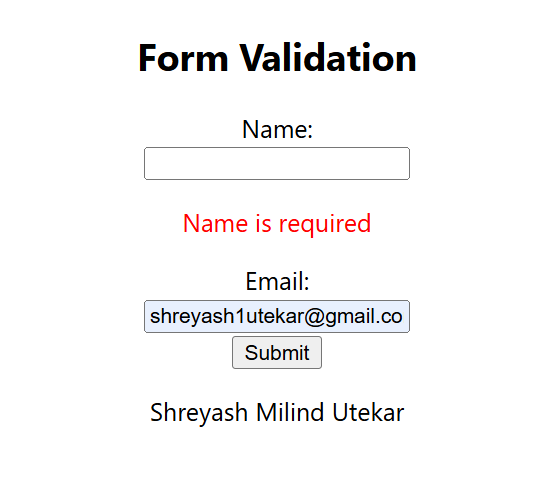 Form Validation
Name:
Name is required
Email:
shreyash1utekar@gmail.co
Submit
Shreyash Milind Utekar